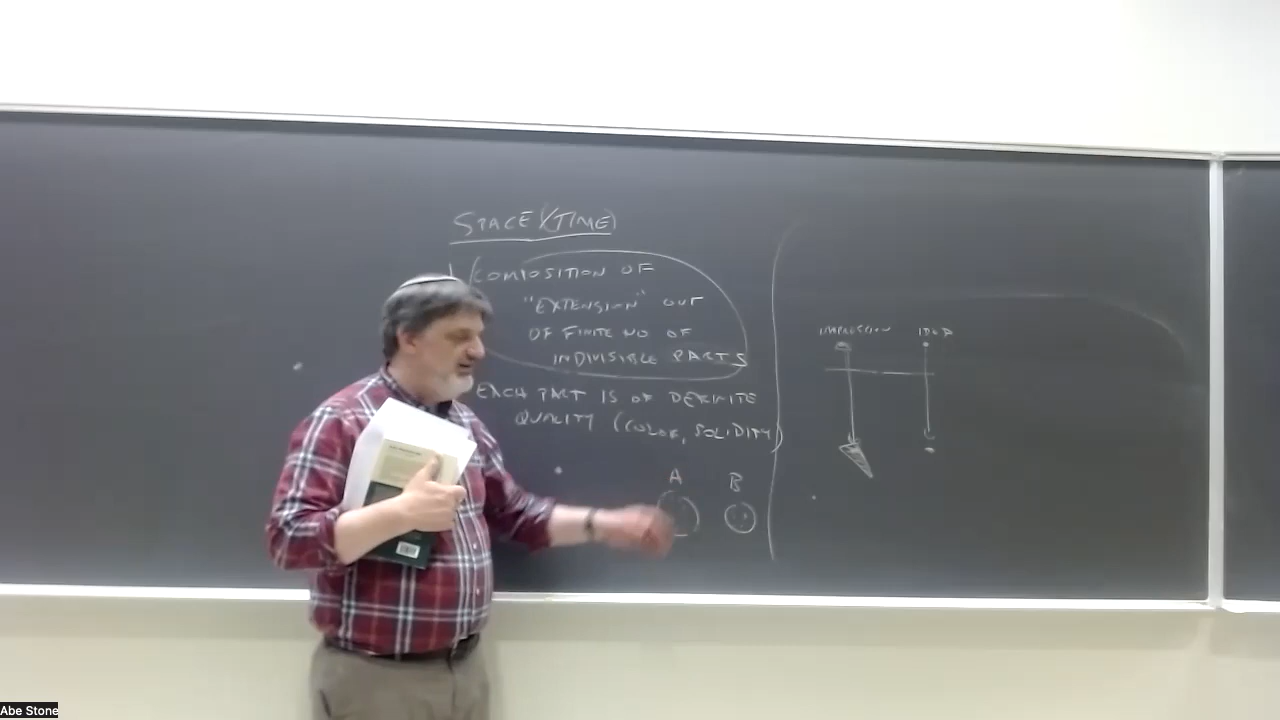 SPACE (TIME)
1) COMPOSITION OF
"EXTENSION" OUT
OF FINITE NO OF
INDIVISIBLE PARTS
EACH PART IS OF DEFINITE
QUALITY (COLOR, SOLIDITY)
A B
IMPRESSION IDEA
Abe Stone